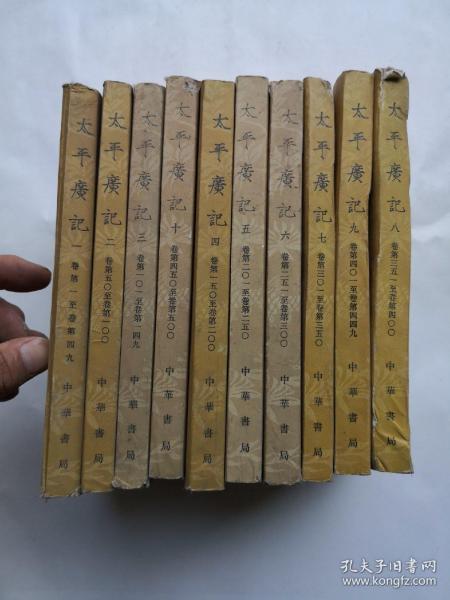 太平廣記 一 卷第一至卷第四九 中華書局
太平廣記 二 卷第五〇至卷第一〇〇 中華書局
太平廣記 三 卷第一〇一至卷第一四九 中華書局
太平廣記 十 卷第四五〇至卷第五〇〇 中華書局
太平廣記 四 卷第一五〇至卷第二〇〇 中華書局
太平廣記 五 卷第二〇一至卷第二五〇 中華書局
太平廣記 六 卷第二五一至卷第三〇〇 中華書局
太平廣記 七 卷第三〇一至卷第三五〇 中華書局
太平廣記 九 卷第四〇一至卷第四四九 中華書局
太平廣記 八 卷第三五一至卷第四〇〇 中華書局
孔夫子旧书网
www.kongfz.com